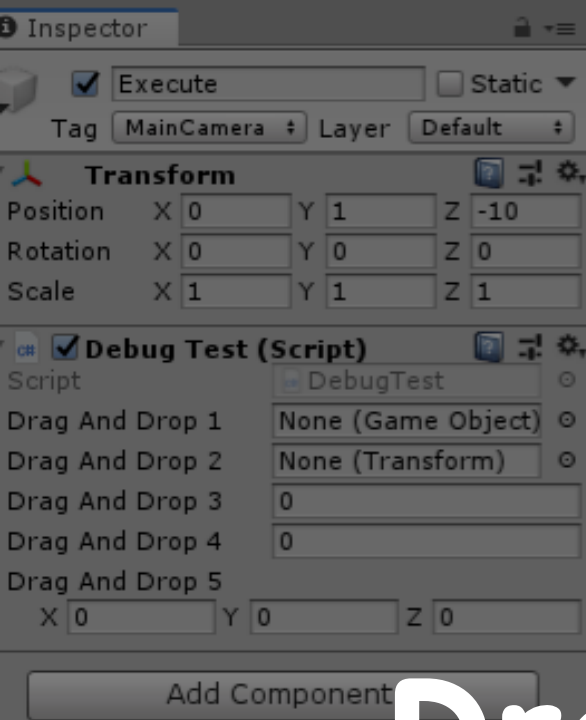 Inspector
Execute Static
Tag MainCamera Layer Default
Transform
Position X 0 Y 1 Z -10
Rotation X 0 Y 0 Z 0
Scale X 1 Y 1 Z 1
c# Debug Test (Script)
Script DebugTest
Drag And Drop 1 None (Game Object)
Drag And Drop 2 None (Transform)
Drag And Drop 3 0
Drag And Drop 4 0
Drag And Drop 5
X 0 Y 0 Z 0
Add Component